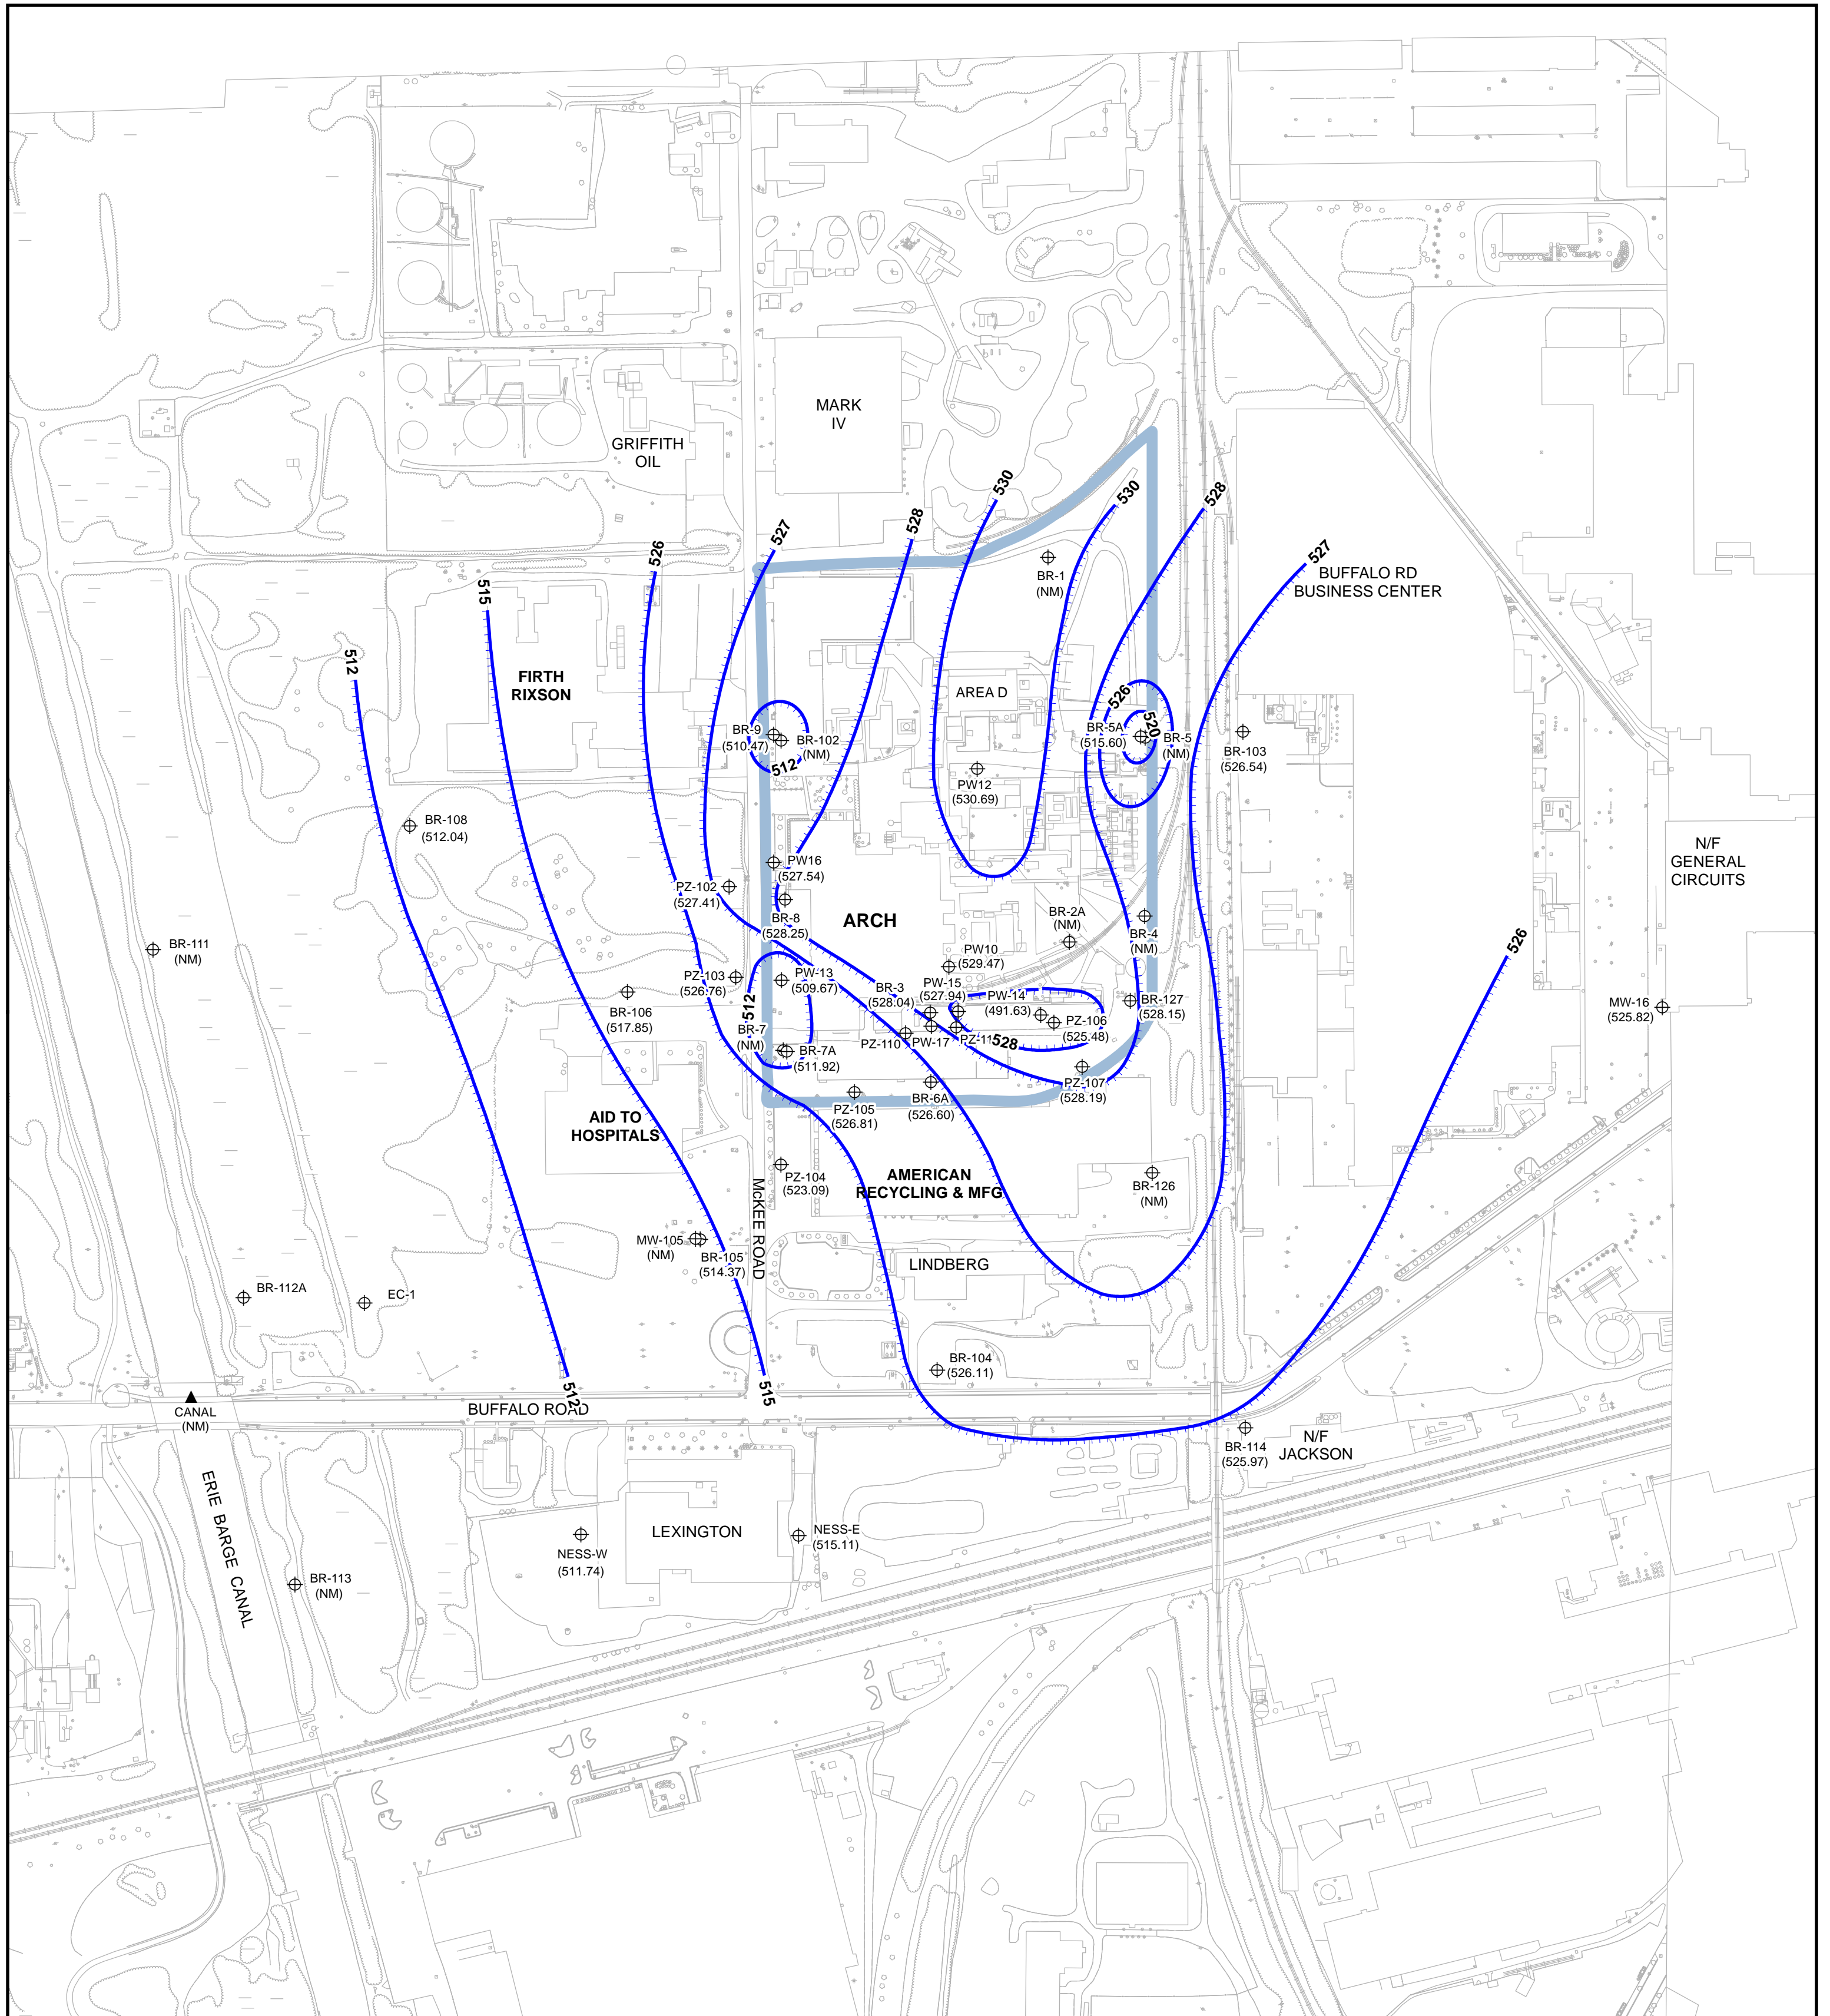 MARK
IV
GRIFFITH
OIL
530
530
528
528
527
526
527
515
BUFFALO RD
BUSINESS CENTER
BR-1
(NM)
512
FIRTH
RIXSON
AREA D
526
520
BR-9
(510.47)
BR-102
(NM)
512
BR-5A
(515.60)
BR-5
(NM)
BR-103
(526.54)
PW12
(530.69)
BR-108
(512.04)
N/F
GENERAL
CIRCUITS
PW16
(527.54)
PZ-102
(527.41)
BR-8
(528.25)
ARCH
BR-2A
(NM)
BR-4
(NM)
526
BR-111
(NM)
PW10
(529.47)
PZ-103
(526.76)
PW-13
(509.67)
BR-3
(528.04)
PW-15
(527.94)
PW-14
(491.63)
BR-127
(528.15)
MW-16
(525.82)
512
BR-106
(517.85)
PZ-106
(525.48)
BR-7
(NM)
BR-7A
(511.92)
PZ-110
PW-17
PZ-11
528
PZ-107
(528.19)
PZ-105
(526.81)
BR-6A
(526.60)
AID TO
HOSPITALS
PZ-104
(523.09)
AMERICAN
RECYCLING & MFG
BR-126
(NM)
McKEE ROAD
MW-105
(NM)
BR-105
(514.37)
LINDBERG
BR-112A
EC-1
BR-104
(526.11)
512
515
CANAL
(NM)
BUFFALO ROAD
N/F
JACKSON
BR-114
(525.97)
ERIE BARGE CANAL
LEXINGTON
NESS-W
(511.74)
NESS-E
(515.11)
BR-113
(NM)